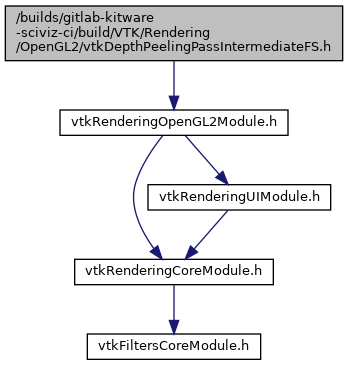 /builds/gitlab-kitware
-sciviz-ci/build/VTK/Rendering
/OpenGL2/vtkDepthPeelingPassIntermediateFS.h
vtkRenderingOpenGL2Module.h
vtkRenderingUIModule.h
vtkRenderingCoreModule.h
vtkFiltersCoreModule.h